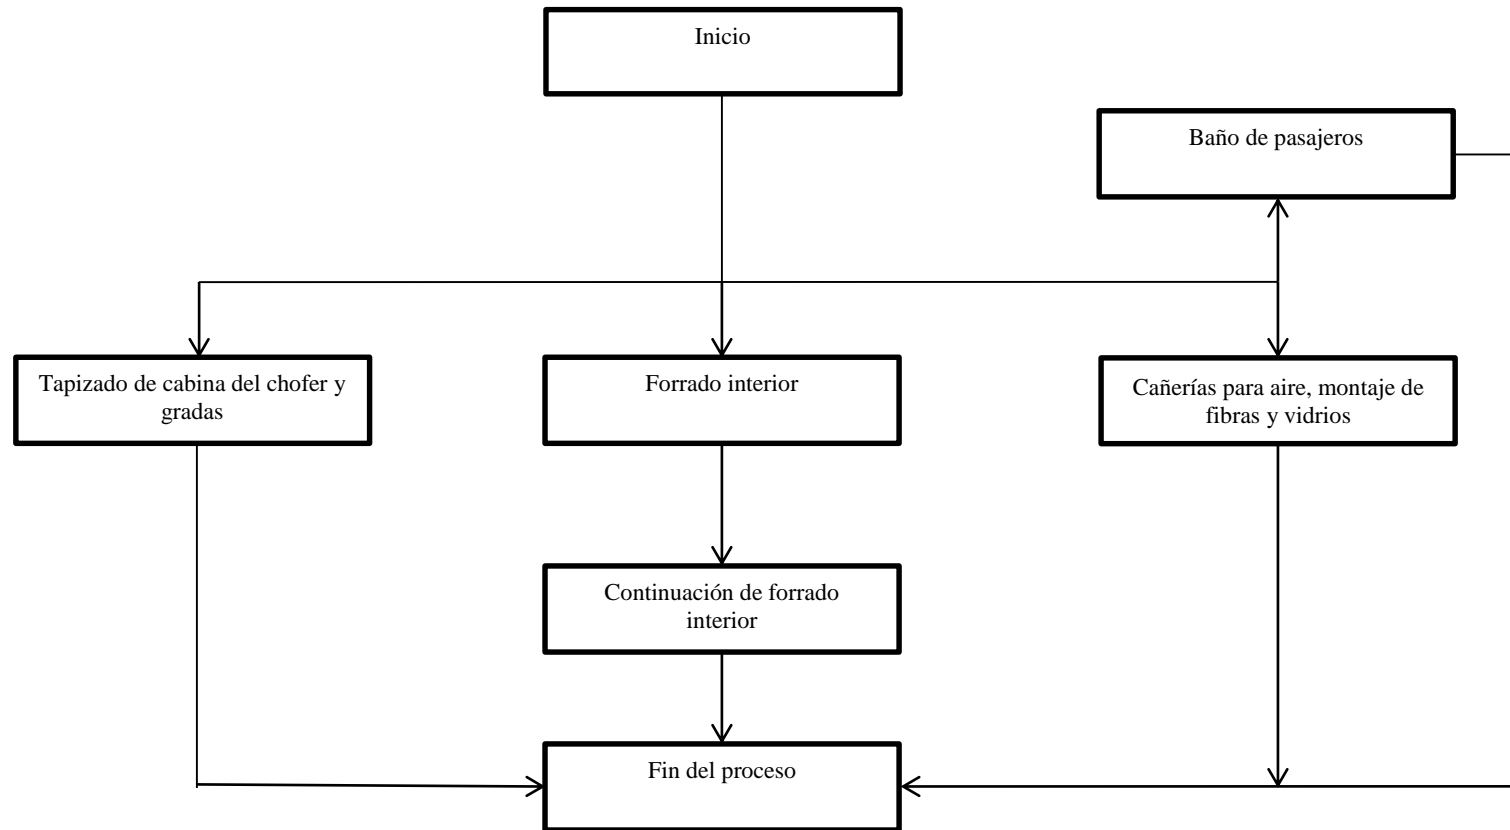 Inicio
Baño de pasajeros
Tapizado de cabina del chofer y
gradas
Forrado interior
Cañerías para aire, montaje de
fibras y vidrios
Continuación de forrado
interior
Fin del proceso